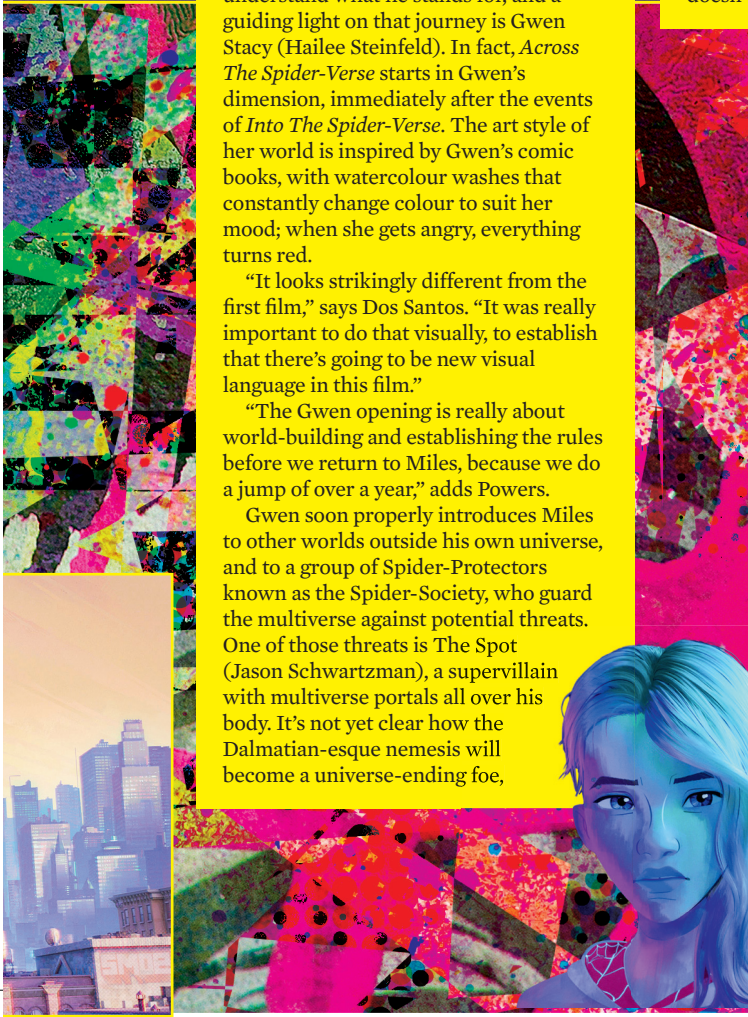 understand what he stands for, and a
guiding light on that journey is Gwen
Stacy (Hailee Steinfeld). In fact, Across
The Spider-Verse starts in Gwen's
dimension, immediately after the events
of Into The Spider-Verse. The art style of
her world is inspired by Gwen's comic
books, with watercolour washes that
constantly change colour to suit her
mood; when she gets angry, everything
turns red.
“It looks strikingly different from the
first film,” says Dos Santos. “It was really
important to do that visually, to establish
that there's going to be new visual
language in this film.”
“The Gwen opening is really about
world-building and establishing the rules
before we return to Miles, because we do
a jump of over a year,” adds Powers.
Gwen soon properly introduces Miles
to other worlds outside his own universe,
and to a group of Spider-Protectors
known as the Spider-Society, who guard
the multiverse against potential threats.
One of those threats is The Spot
(Jason Schwartzman), a supervillain
with multiverse portals all over his
body. It's not yet clear how the
Dalmatian-esque nemesis will
become a universe-ending foe,